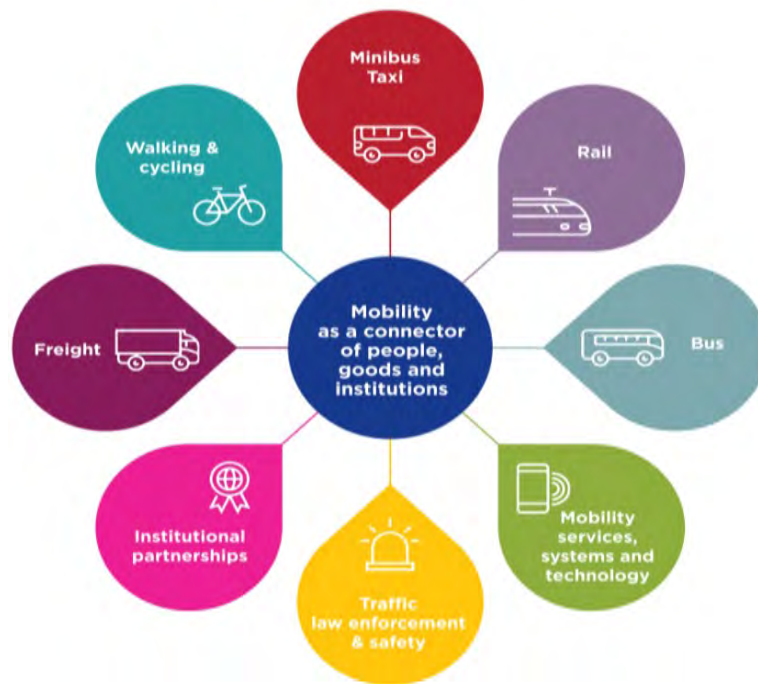 Minibus
Taxi
Walking &
cycling
Rail
Mobility
as a connector
of people,
goods and
institutions
Freight
Bus
Institutional
partnerships
Mobility
services,
systems and
technology
Traffic
law enforcement
& safety